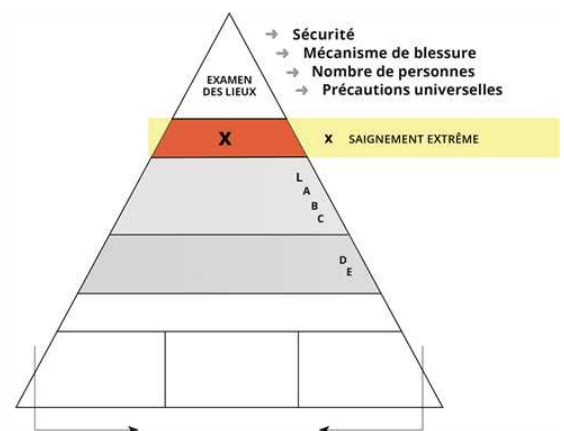 → Sécurité
→ Mécanisme de blessure
→ Nombre de personnes
→ Précautions universelles
EXAMEN
DES LIEUX
X
X SAIGNEMENT EXTRÊME
L
A
B
C
D
E